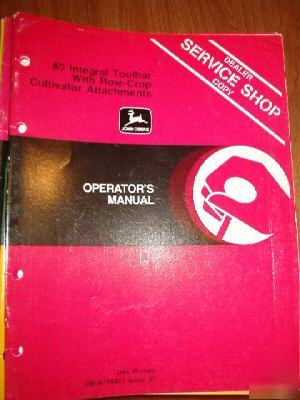 80 Integral Toolbar
With Row-Crop
Cultivator Attachments
DEALER
SERVICE SHOP
COPY
JOHN DEERE
OPERATOR'S
MANUAL